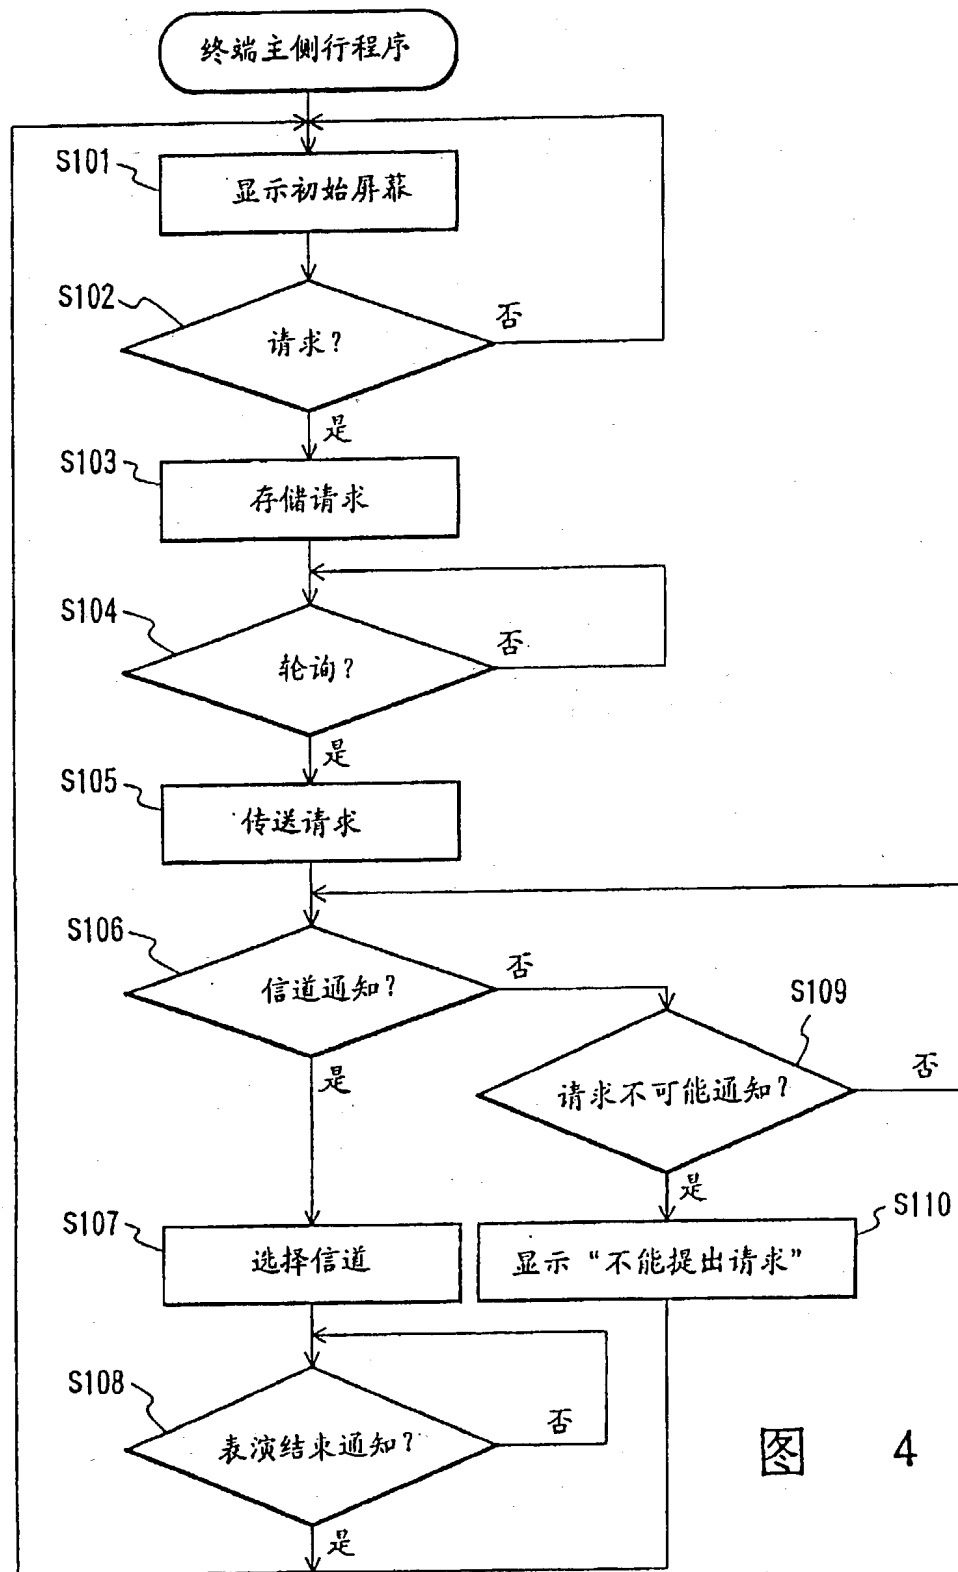 终端主侧行程序
S101
显示初始屏幕
S102
请求?
否
是
S103
存储请求
S104
轮询?
否
是
S105
传送请求
S106
信道通知?
否
是
S109
请求不可能通知?
否
是
S107
选择信道
S110
显示“不能提出请求”
S108
表演结束通知?
否
是
图 4